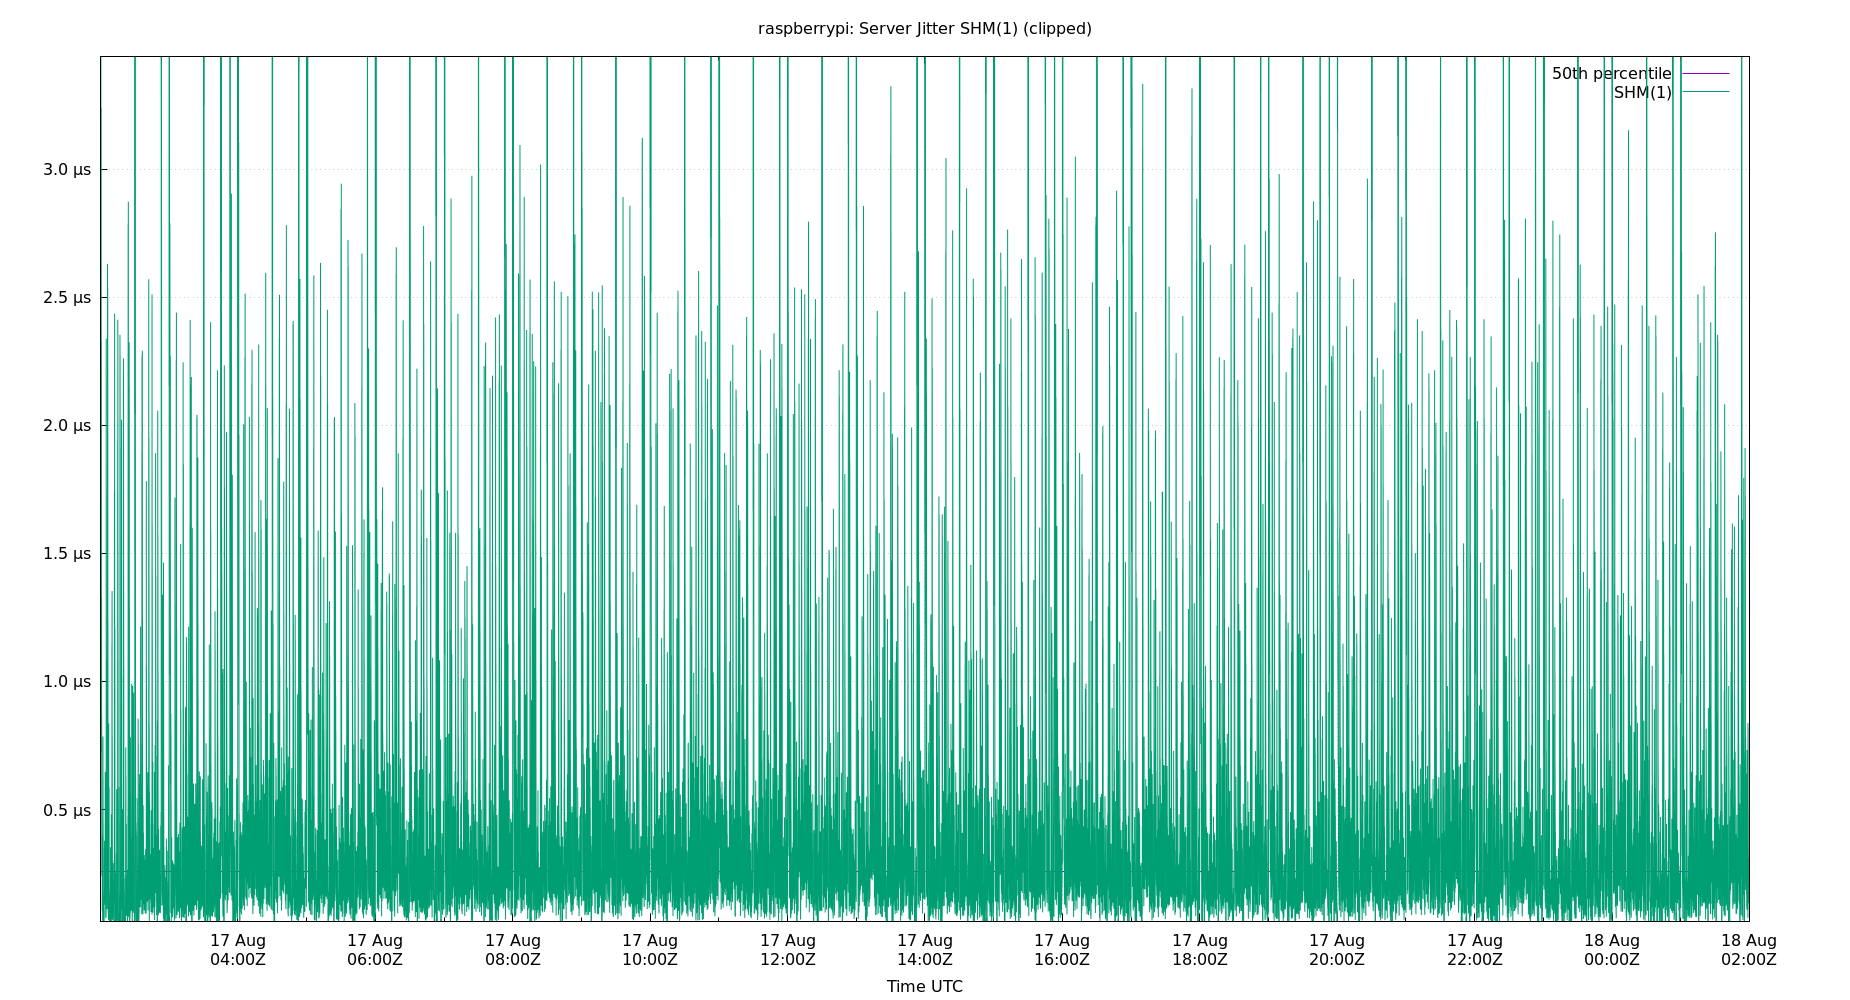 raspberrypi: Server Jitter SHM(1) (clipped)
50th percentile
SHM(1)
3.0 µs
2.5 µs
2.0 µs
1.5 µs
1.0 µs
0.5 µs
17 Aug 17 Aug 17 Aug 17 Aug 17 Aug 17 Aug 17 Aug 17 Aug 17 Aug 17 Aug 18 Aug 18 Aug
04:00Z 06:00Z 08:00Z 10:00Z 12:00Z 14:00Z 16:00Z 18:00Z 20:00Z 22:00Z 00:00Z 02:00Z
Time UTC